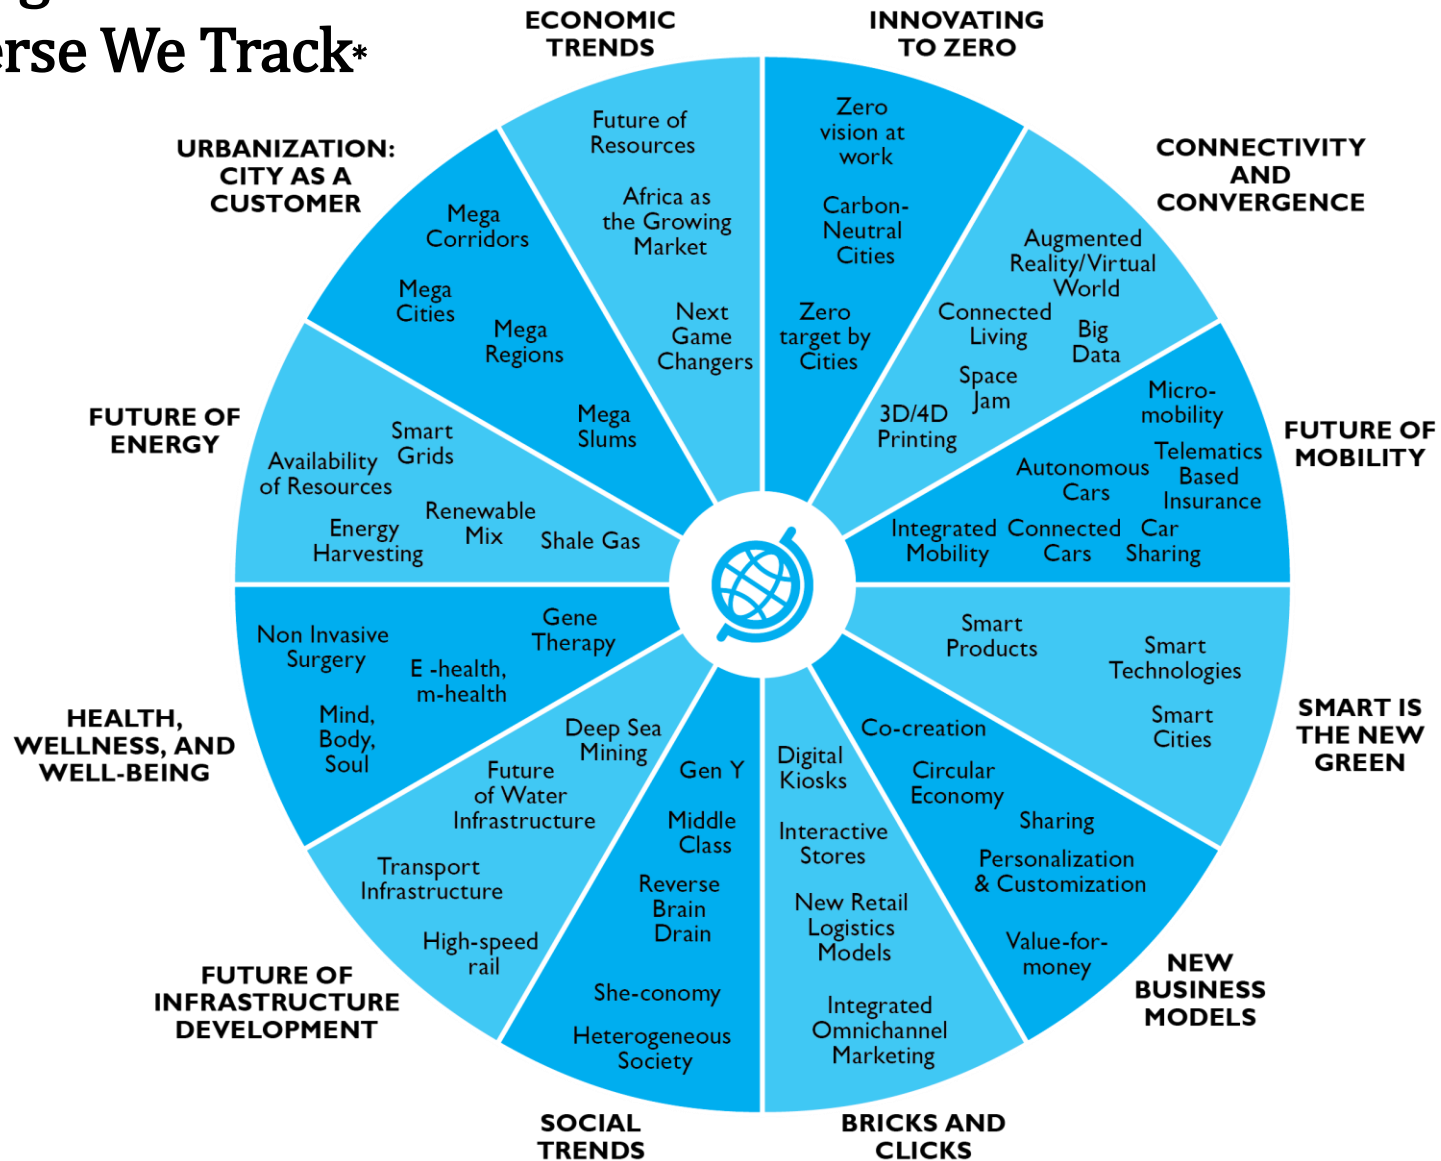 erse We Track*
ECONOMIC
TRENDS
Future of
Resources
Africa as
the Growing
Market
Next
Game
Changers
INNOVATING
TO ZERO
Zero
vision at
work
Carbon-
Neutral
Cities
Zero
target by
Cities
CONNECTIVITY
AND
CONVERGENCE
Augmented
Reality/Virtual
World
Connected
Living
Big
Data
Space
Jam
3D/4D
Printing
FUTURE OF
MOBILITY
Micro-
mobility
Telematics
Based
Insurance
Autonomous
Cars
Integrated
Mobility
Connected
Cars
Car
Sharing
SMART IS
THE NEW
GREEN
Smart
Products
Smart
Technologies
Smart
Cities
NEW
BUSINESS
MODELS
Co-creation
Circular
Economy
Sharing
Personalization
& Customization
Value-for-
money
BRICKS AND
CLICKS
Digital
Kiosks
Interactive
Stores
New Retail
Logistics
Models
Integrated
Omnichannel
Marketing
SOCIAL
TRENDS
Gen Y
Middle
Class
Reverse
Brain
Drain
She-conomy
Heterogeneous
Society
FUTURE OF
INFRASTRUCTURE
DEVELOPMENT
Deep Sea
Mining
Future
of Water
Infrastructure
Transport
Infrastructure
High-speed
rail
HEALTH,
WELLNESS, AND
WELL-BEING
Gene
Therapy
Non Invasive
Surgery
E -health,
m-health
Mind,
Body,
Soul
FUTURE OF
ENERGY
Smart
Grids
Availability
of Resources
Renewable
Mix
Energy
Harvesting
Shale Gas
URBANIZATION:
CITY AS A
CUSTOMER
Mega
Corridors
Mega
Cities
Mega
Regions
Mega
Slums